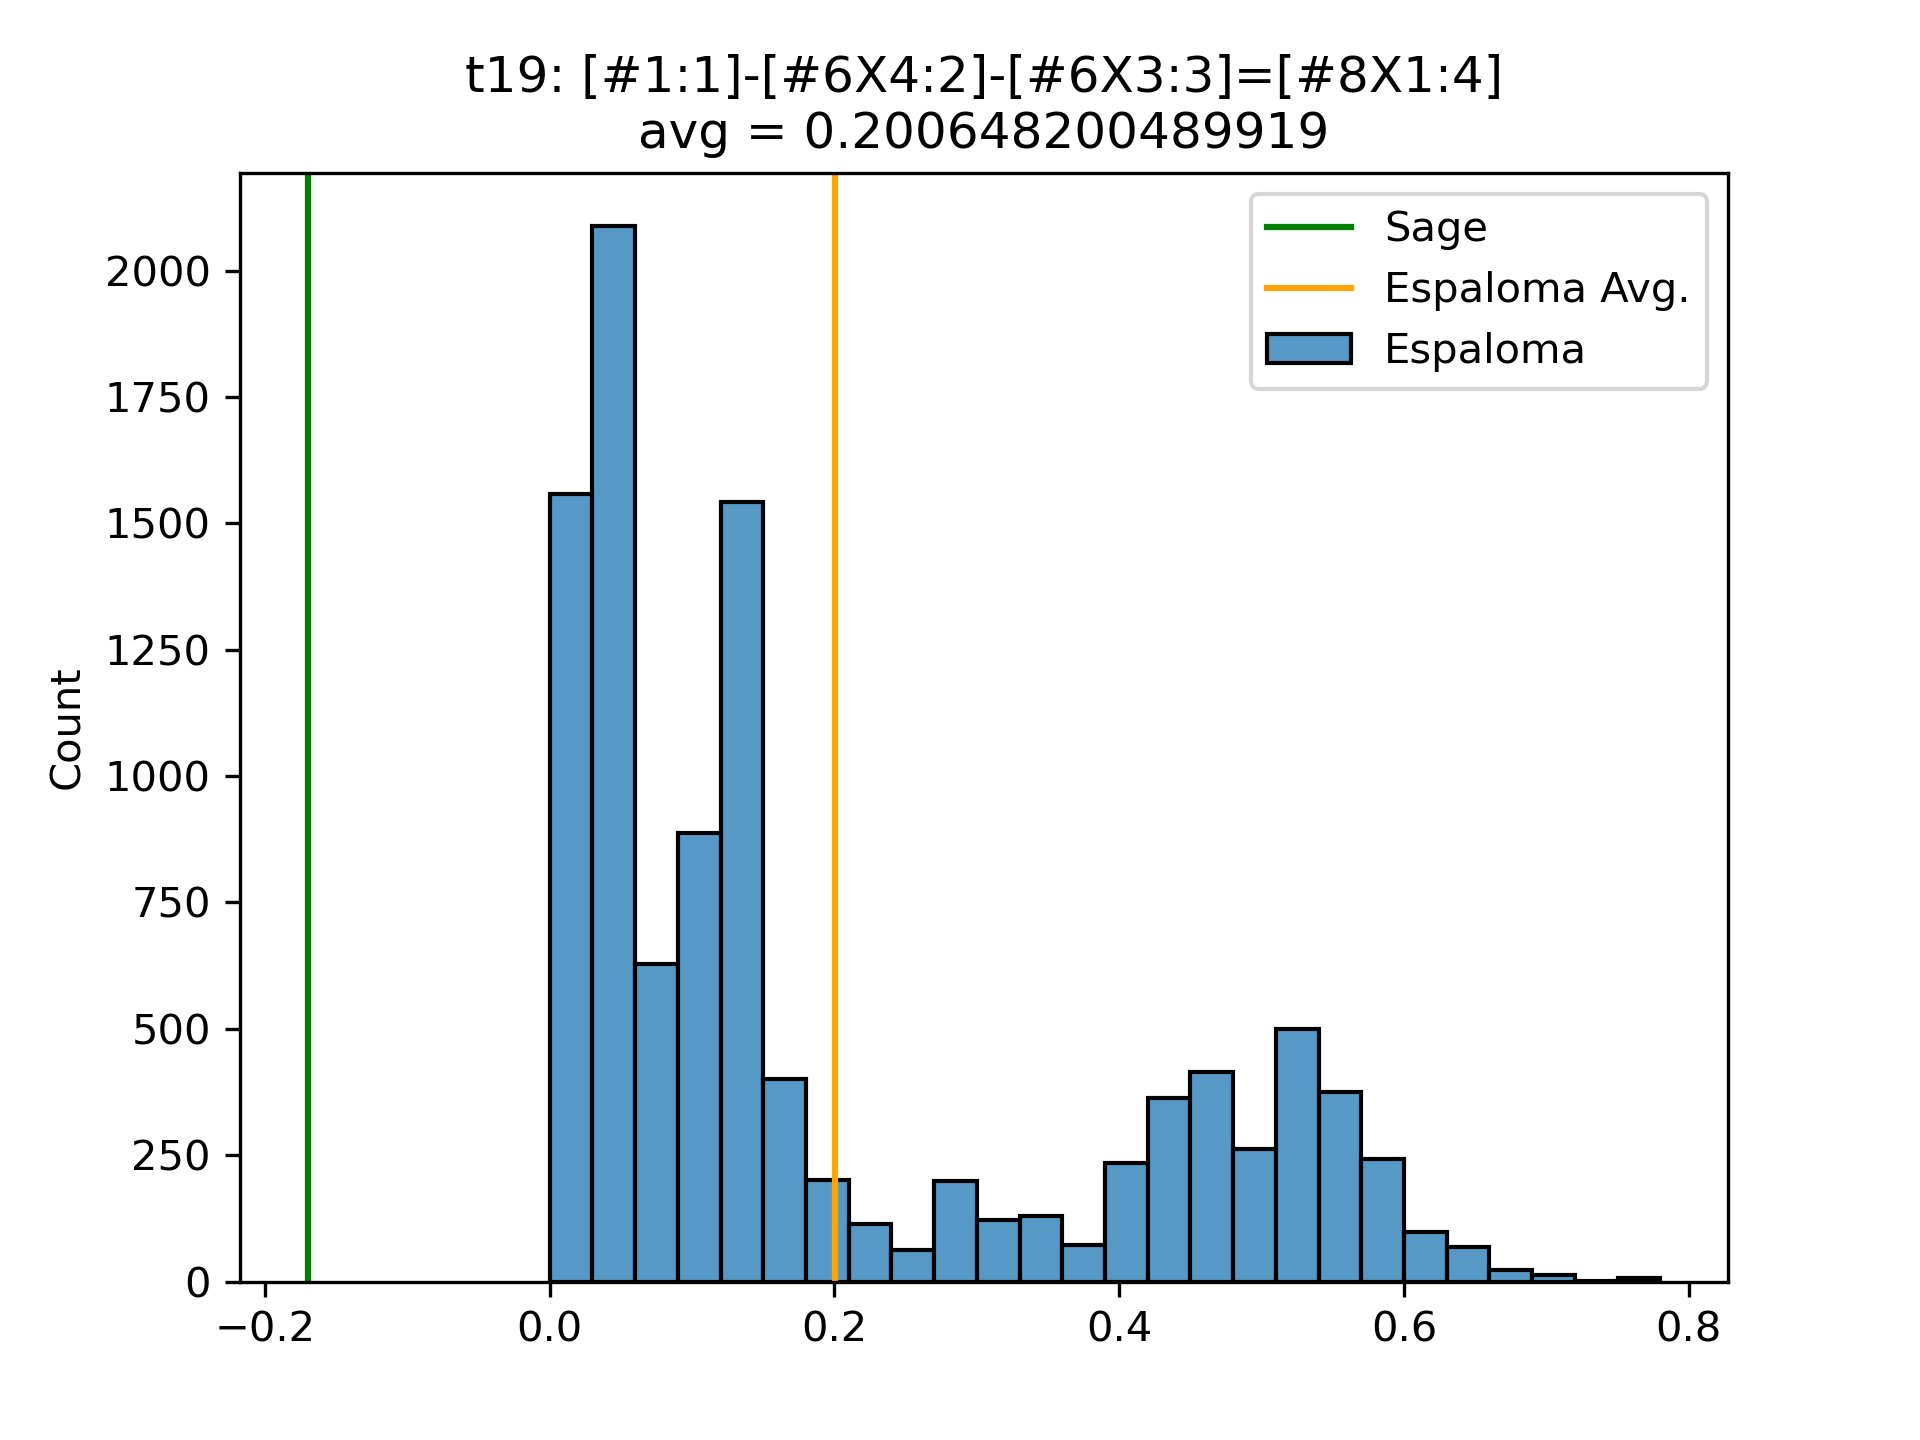 t19: [#1:1]-[#6X4:2]-[#6X3:3]=[#8X1:4]
avg = 0.200648200489919
Sage
Espaloma Avg.
Espaloma
Count
2000
1750
1500
1250
1000
750
500
250
0
−0.2
0.0
0.2
0.4
0.6
0.8